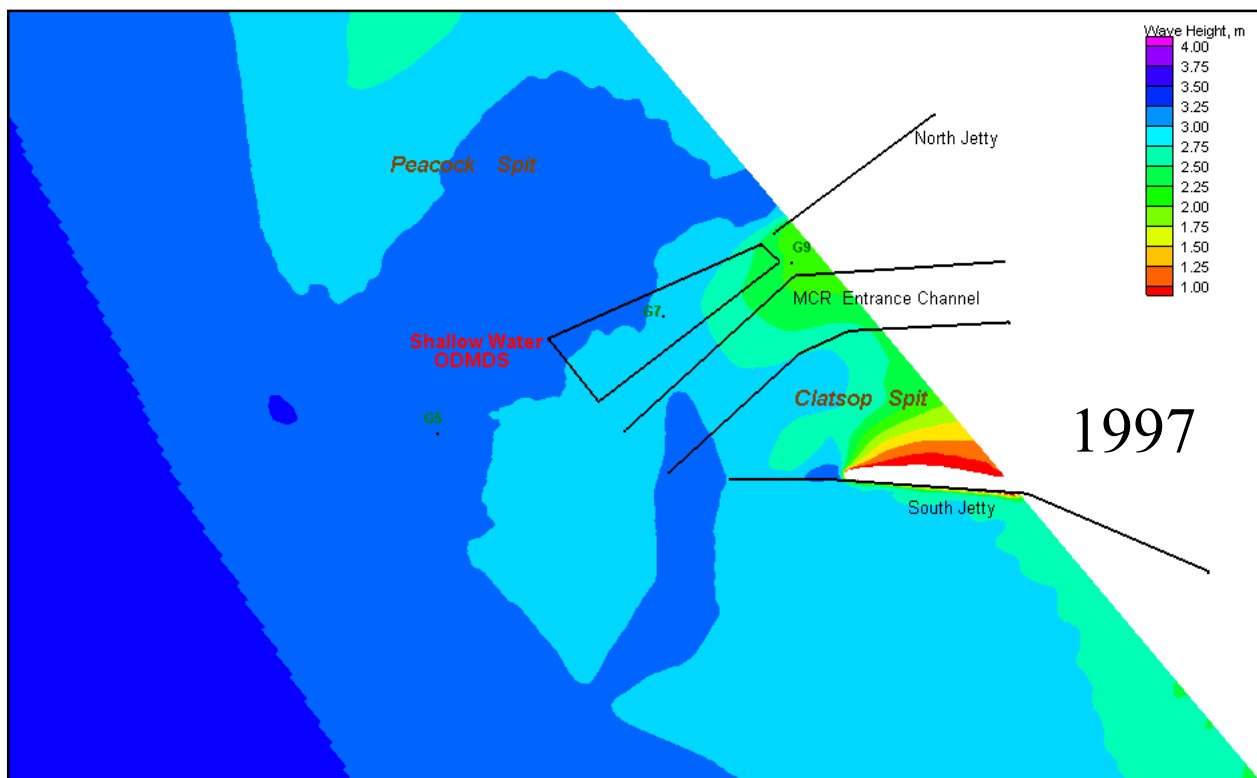 Wave Height, m
4.00
3.75
3.50
3.25
3.00
2.75
2.50
2.25
2.00
1.75
1.50
1.25
1.00
North Jetty
Peacock Spit
G9
MCR Entrance Channel
G7
Shallow Water
ODMDS
Clatsop Spit
G5
1997
South Jetty